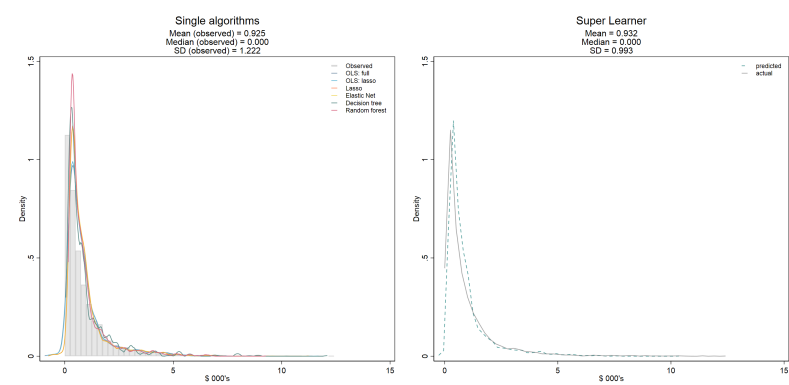 Single algorithms
Mean (observed) = 0.925
Median (observed) = 0.000
SD (observed) = 1.222
1.5
1
.5
0
Density
0
5
10
15
$ 000's
Observed
OLS: full
OLS: lasso
Lasso
Elastic Net
Decision tree
Random forest
Super Learner
Mean = 0.932
Median = 0.000
SD = 0.993
1.5
1
.5
0
Density
0
5
10
15
$ 000's
predicted
actual